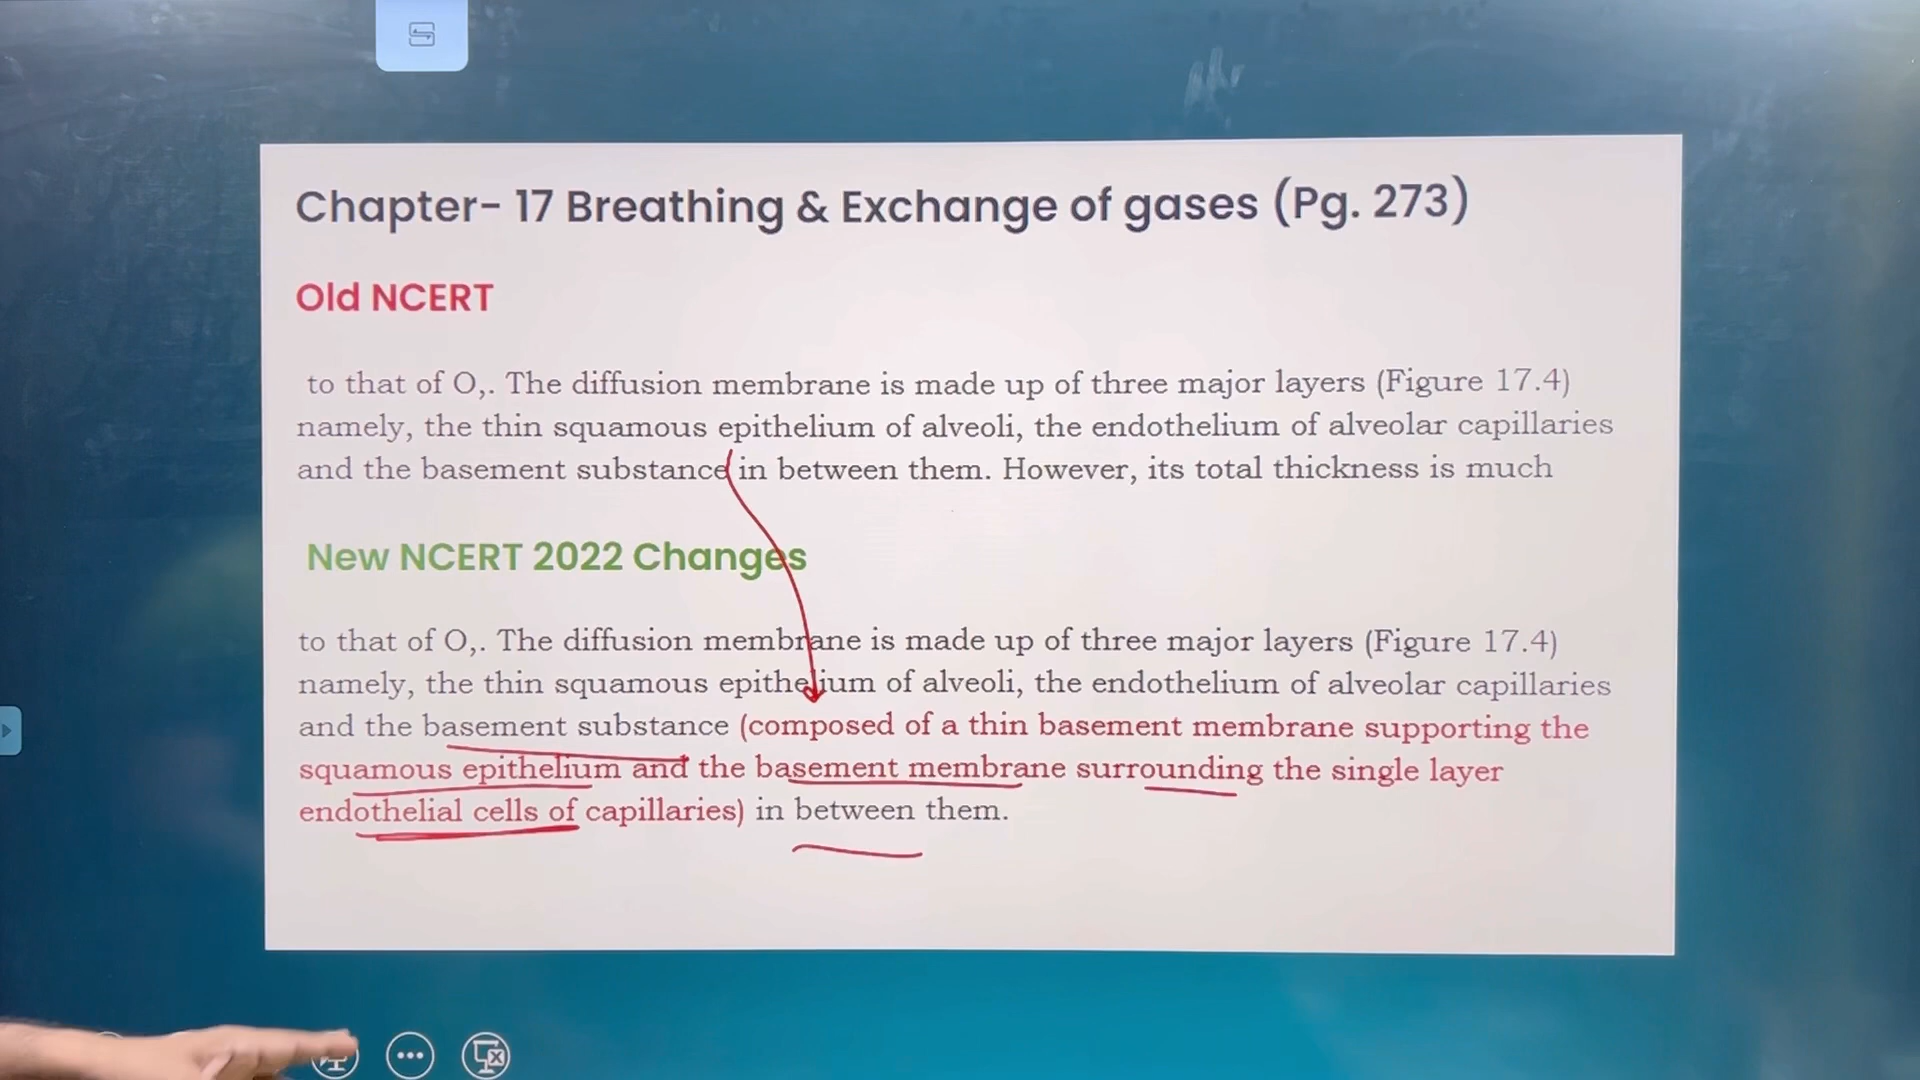 Chapter- 17 Breathing & Exchange of gases (Pg. 273)
Old NCERT
to that of O,. The diffusion membrane is made up of three major layers (Figure 17.4)
namely, the thin squamous epithelium of alveoli, the endothelium of alveolar capillaries
and the basement substance in between them. However, its total thickness is much
New NCERT 2022 Changes
to that of O,. The diffusion membrane is made up of three major layers (Figure 17.4)
namely, the thin squamous epithelium of alveoli, the endothelium of alveolar capillaries
and the basement substance (composed of a thin basement membrane supporting the
squamous epithelium and the basement membrane surrounding the single layer
endothelial cells of capillaries) in between them.